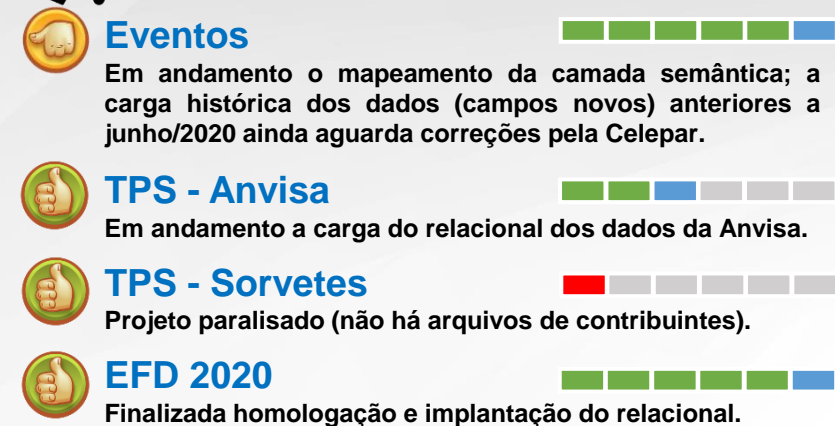 Eventos
Em andamento o mapeamento da camada semântica; a
carga histórica dos dados (campos novos) anteriores a
junho/2020 ainda aguarda correções pela Celepar.
TPS - Anvisa
Em andamento a carga do relacional dos dados da Anvisa.
TPS - Sorvetes
Projeto paralisado (não há arquivos de contribuintes).
EFD 2020
Finalizada homologação e implantação do relacional.